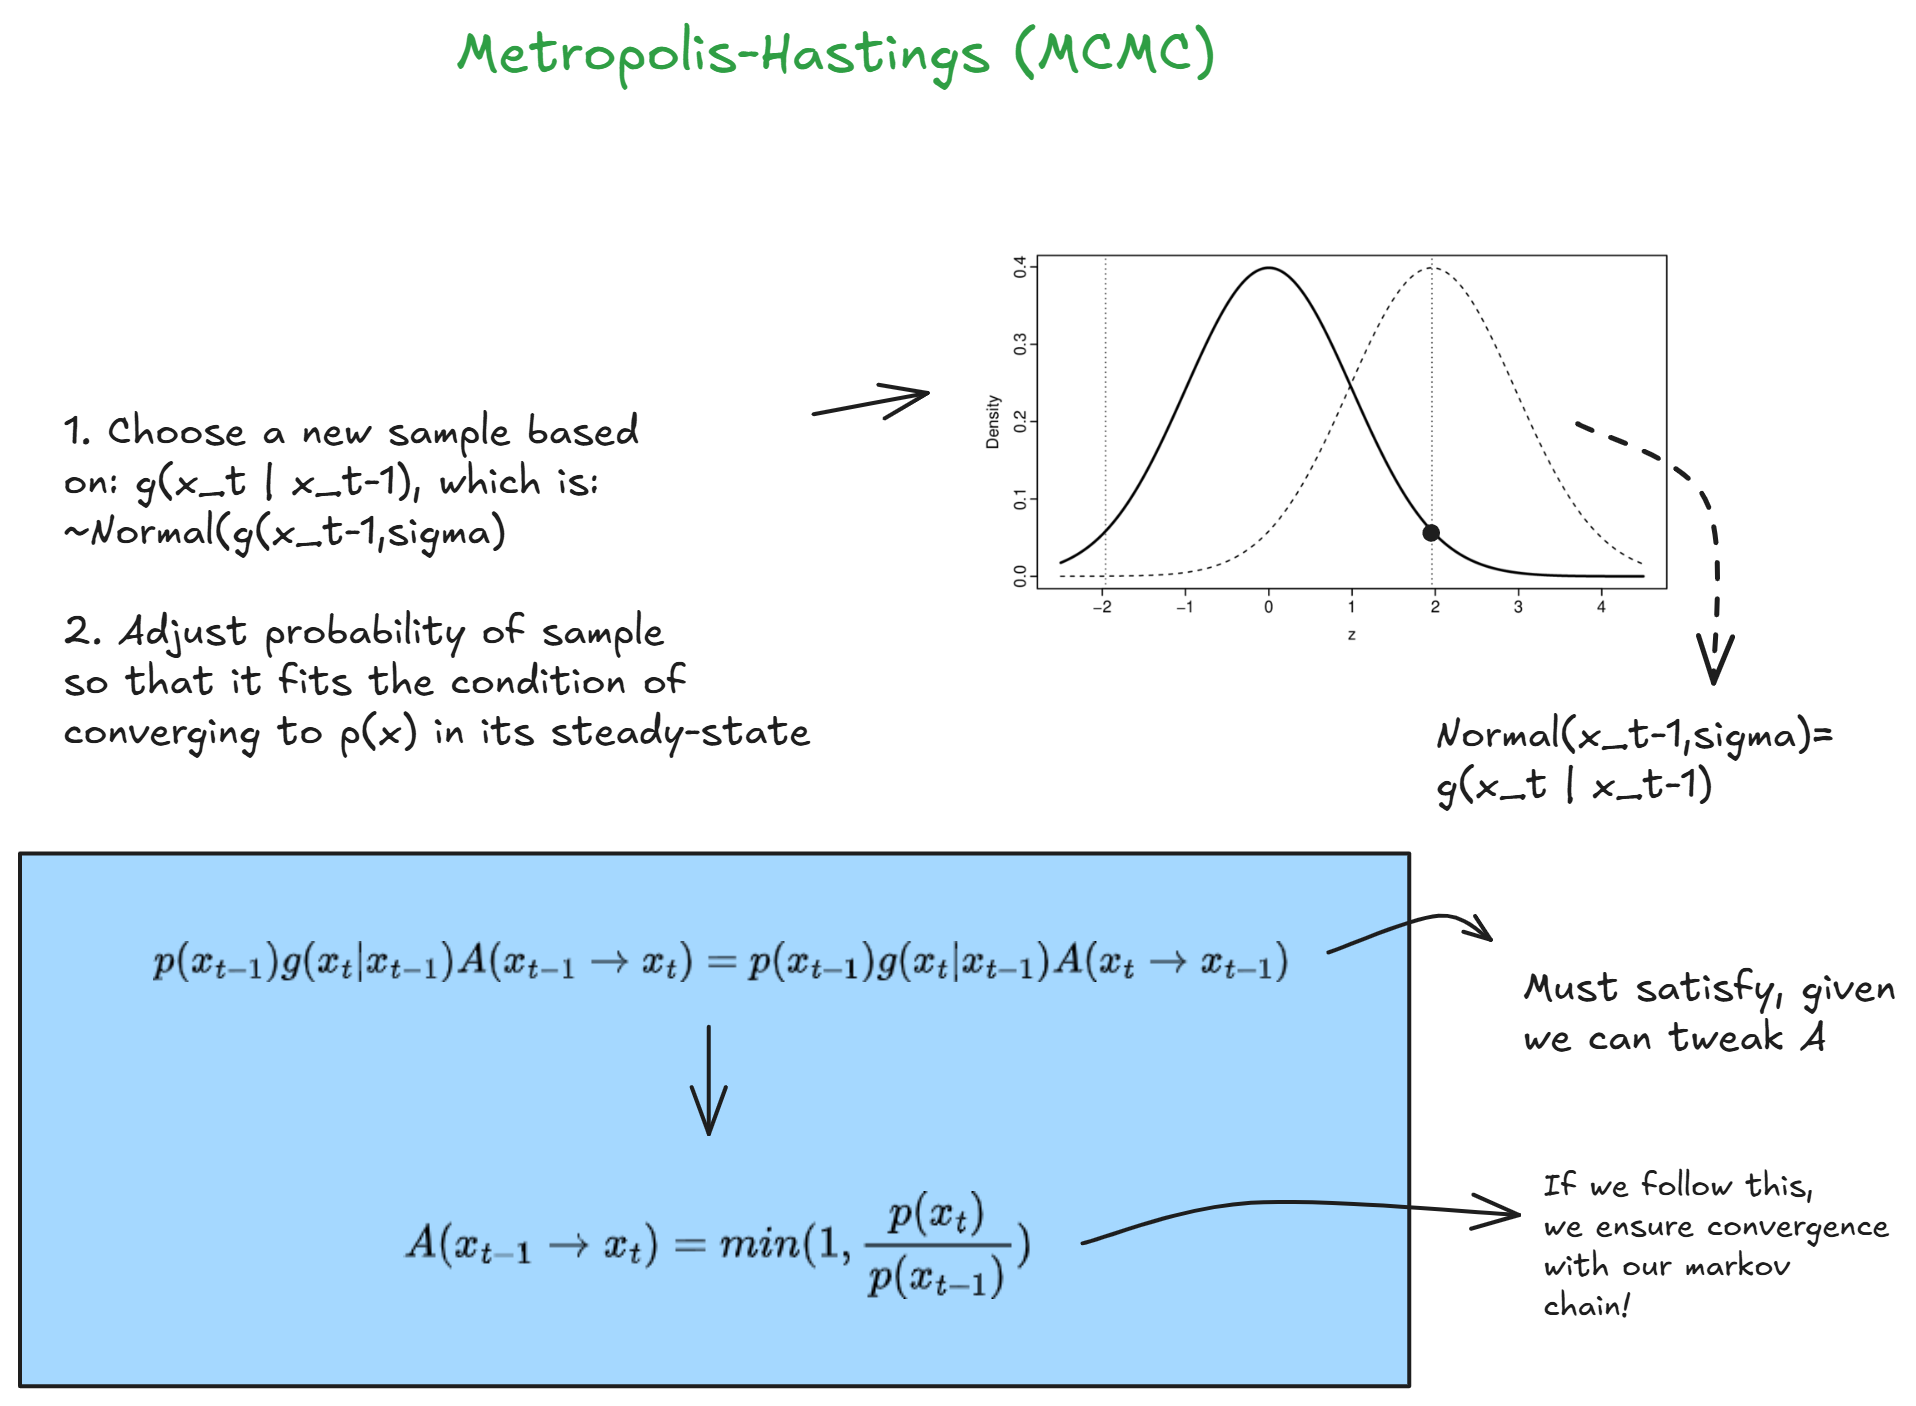 Metropolis-Hastings (MCMC)
1. Choose a new sample based
on: g(x_t | x_t-1), which is:
~Normal(g(x_t-1,sigma)
2. Adjust probability of sample
so that it fits the condition of
converging to p(x) in its steady-state
Density
0.0 0.1 0.2 0.3 0.4
−2 −1 0 1 2 3 4
z
Normal(x_t-1,sigma)=
g(x_t | x_t-1)
p(x_{t−1})g(x_t|x_{t−1})A(x_{t−1} → x_t) = p(x_{t−1})g(x_t|x_{t−1})A(x_t → x_{t−1})
Must satisfy, given
we can tweak A
A(x_{t−1} → x_t) = min(1, p(x_t)/p(x_{t−1}))
If we follow this,
we ensure convergence
with our markov
chain!